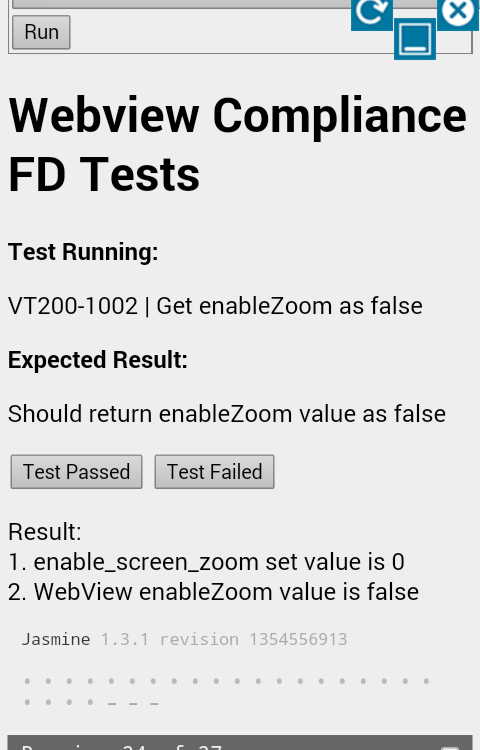 Run
Webview Compliance
FD Tests
Test Running:
VT200-1002 | Get enableZoom as false
Expected Result:
Should return enableZoom value as false
Test Passed Test Failed
Result:
1. enable_screen_zoom set value is 0
2. WebView enableZoom value is false
Jasmine 1.3.1 revision 1354556913